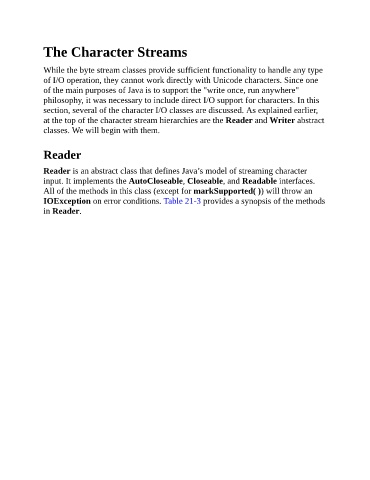 The Character Streams
While the byte stream classes provide sufficient functionality to handle any type
of I/O operation, they cannot work directly with Unicode characters. Since one
of the main purposes of Java is to support the "write once, run anywhere"
philosophy, it was necessary to include direct I/O support for characters. In this
section, several of the character I/O classes are discussed. As explained earlier,
at the top of the character stream hierarchies are the Reader and Writer abstract
classes. We will begin with them.
Reader
Reader is an abstract class that defines Java's model of streaming character
input. It implements the AutoCloseable, Closeable, and Readable interfaces.
All of the methods in this class (except for markSupported( )) will throw an
IOException on error conditions. Table 21-3 provides a synopsis of the methods
in Reader.